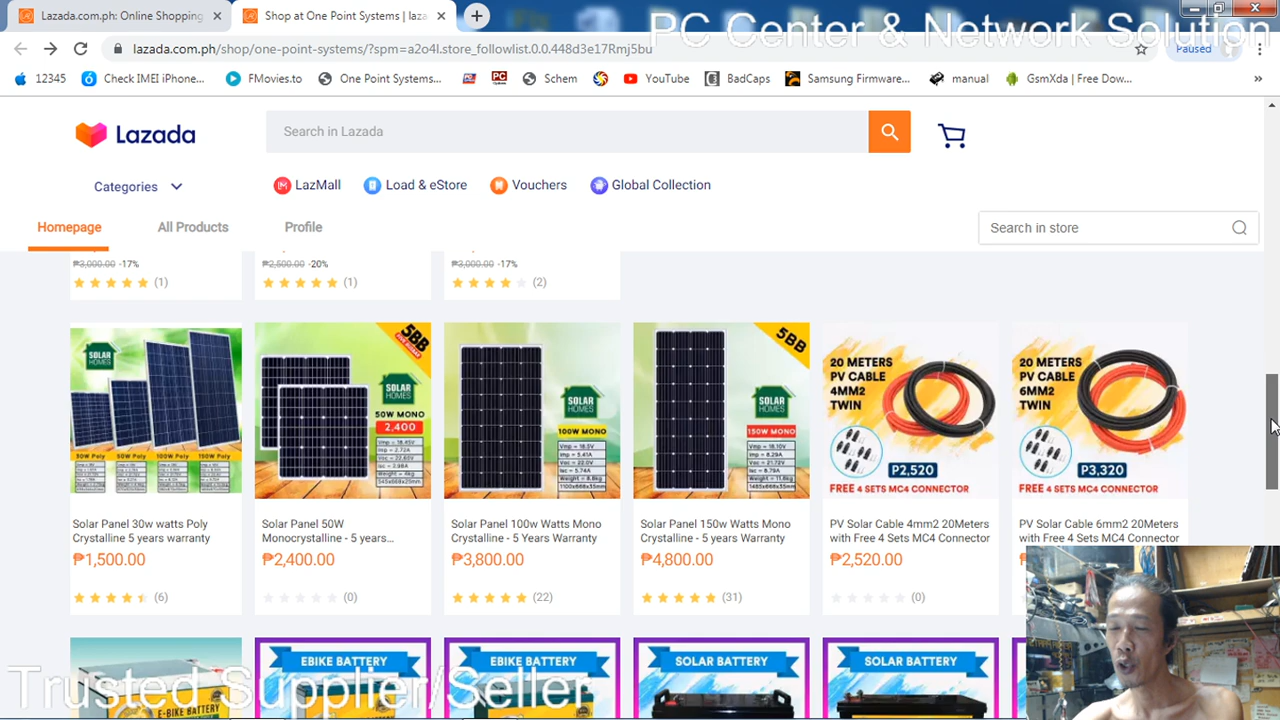 Lazada.com.ph: Online Shopping
Shop at One Point Systems | laza
PC Center & Network Solution
lazada.com.ph/shop/one-point-systems/?spm=a2o4l.store_followlist.0.0.448d3e17Rmj5bu
Paused
12345
Check IMEI iPhone...
FMovies.to
One Point Systems...
Schem
YouTube
BadCaps
Samsung Firmware...
manual
GsmXda | Free Dow...
»
Lazada
Search in Lazada
Categories
LazMall
Load & eStore
Vouchers
Global Collection
Homepage
All Products
Profile
Search in store
₱3,000.00 -17%
₱2,500.00 -20%
₱3,000.00 -17%
(1)
(1)
(2)
SOLAR
HOMES
30W Poly
50W Poly
100W Poly
150W Poly
5BB
SOLAR
HOMES
50W MONO
2,400
Vmp = 18.45V
Imp = 2.72A
Voc = 22.02V
Isc = 2.98A
Weight = 4kg
545x668x25mm
SOLAR
HOMES
100W MONO
Vmp = 18.5V
Imp = 5.41A
Voc = 22.0V
Isc = 5.74A
Weight = 8.8kg
1100x668x35mm
5BB
SOLAR
HOMES
150W MONO
Vmp = 18.10V
Imp = 8.29A
Voc = 21.72V
Isc = 8.79A
Weight = 11.8kg
1485x668x35mm
20 METERS
PV CABLE
4MM2
TWIN
P2,520
FREE 4 SETS MC4 CONNECTOR
20 METERS
PV CABLE
6MM2
TWIN
P3,320
FREE 4 SETS MC4 CONNECTOR
Solar Panel 30w watts Poly
Crystalline 5 years warranty
₱1,500.00
(6)
Solar Panel 50W
Monocrystalline - 5 years...
₱2,400.00
(0)
Solar Panel 100w Watts Mono
Crystalline - 5 Years Warranty
₱3,800.00
(22)
Solar Panel 150w Watts Mono
Crystalline - 5 years Warranty
₱4,800.00
(31)
PV Solar Cable 4mm2 20Meters
with Free 4 Sets MC4 Connector
₱2,520.00
(0)
PV Solar Cable 6mm2 20Meters
with Free 4 Sets MC4 Connector
E-BIKE BATTERY
EBIKE BATTERY
EBIKE BATTERY
SOLAR BATTERY
SOLAR BATTERY
Trusted Supplier/Seller